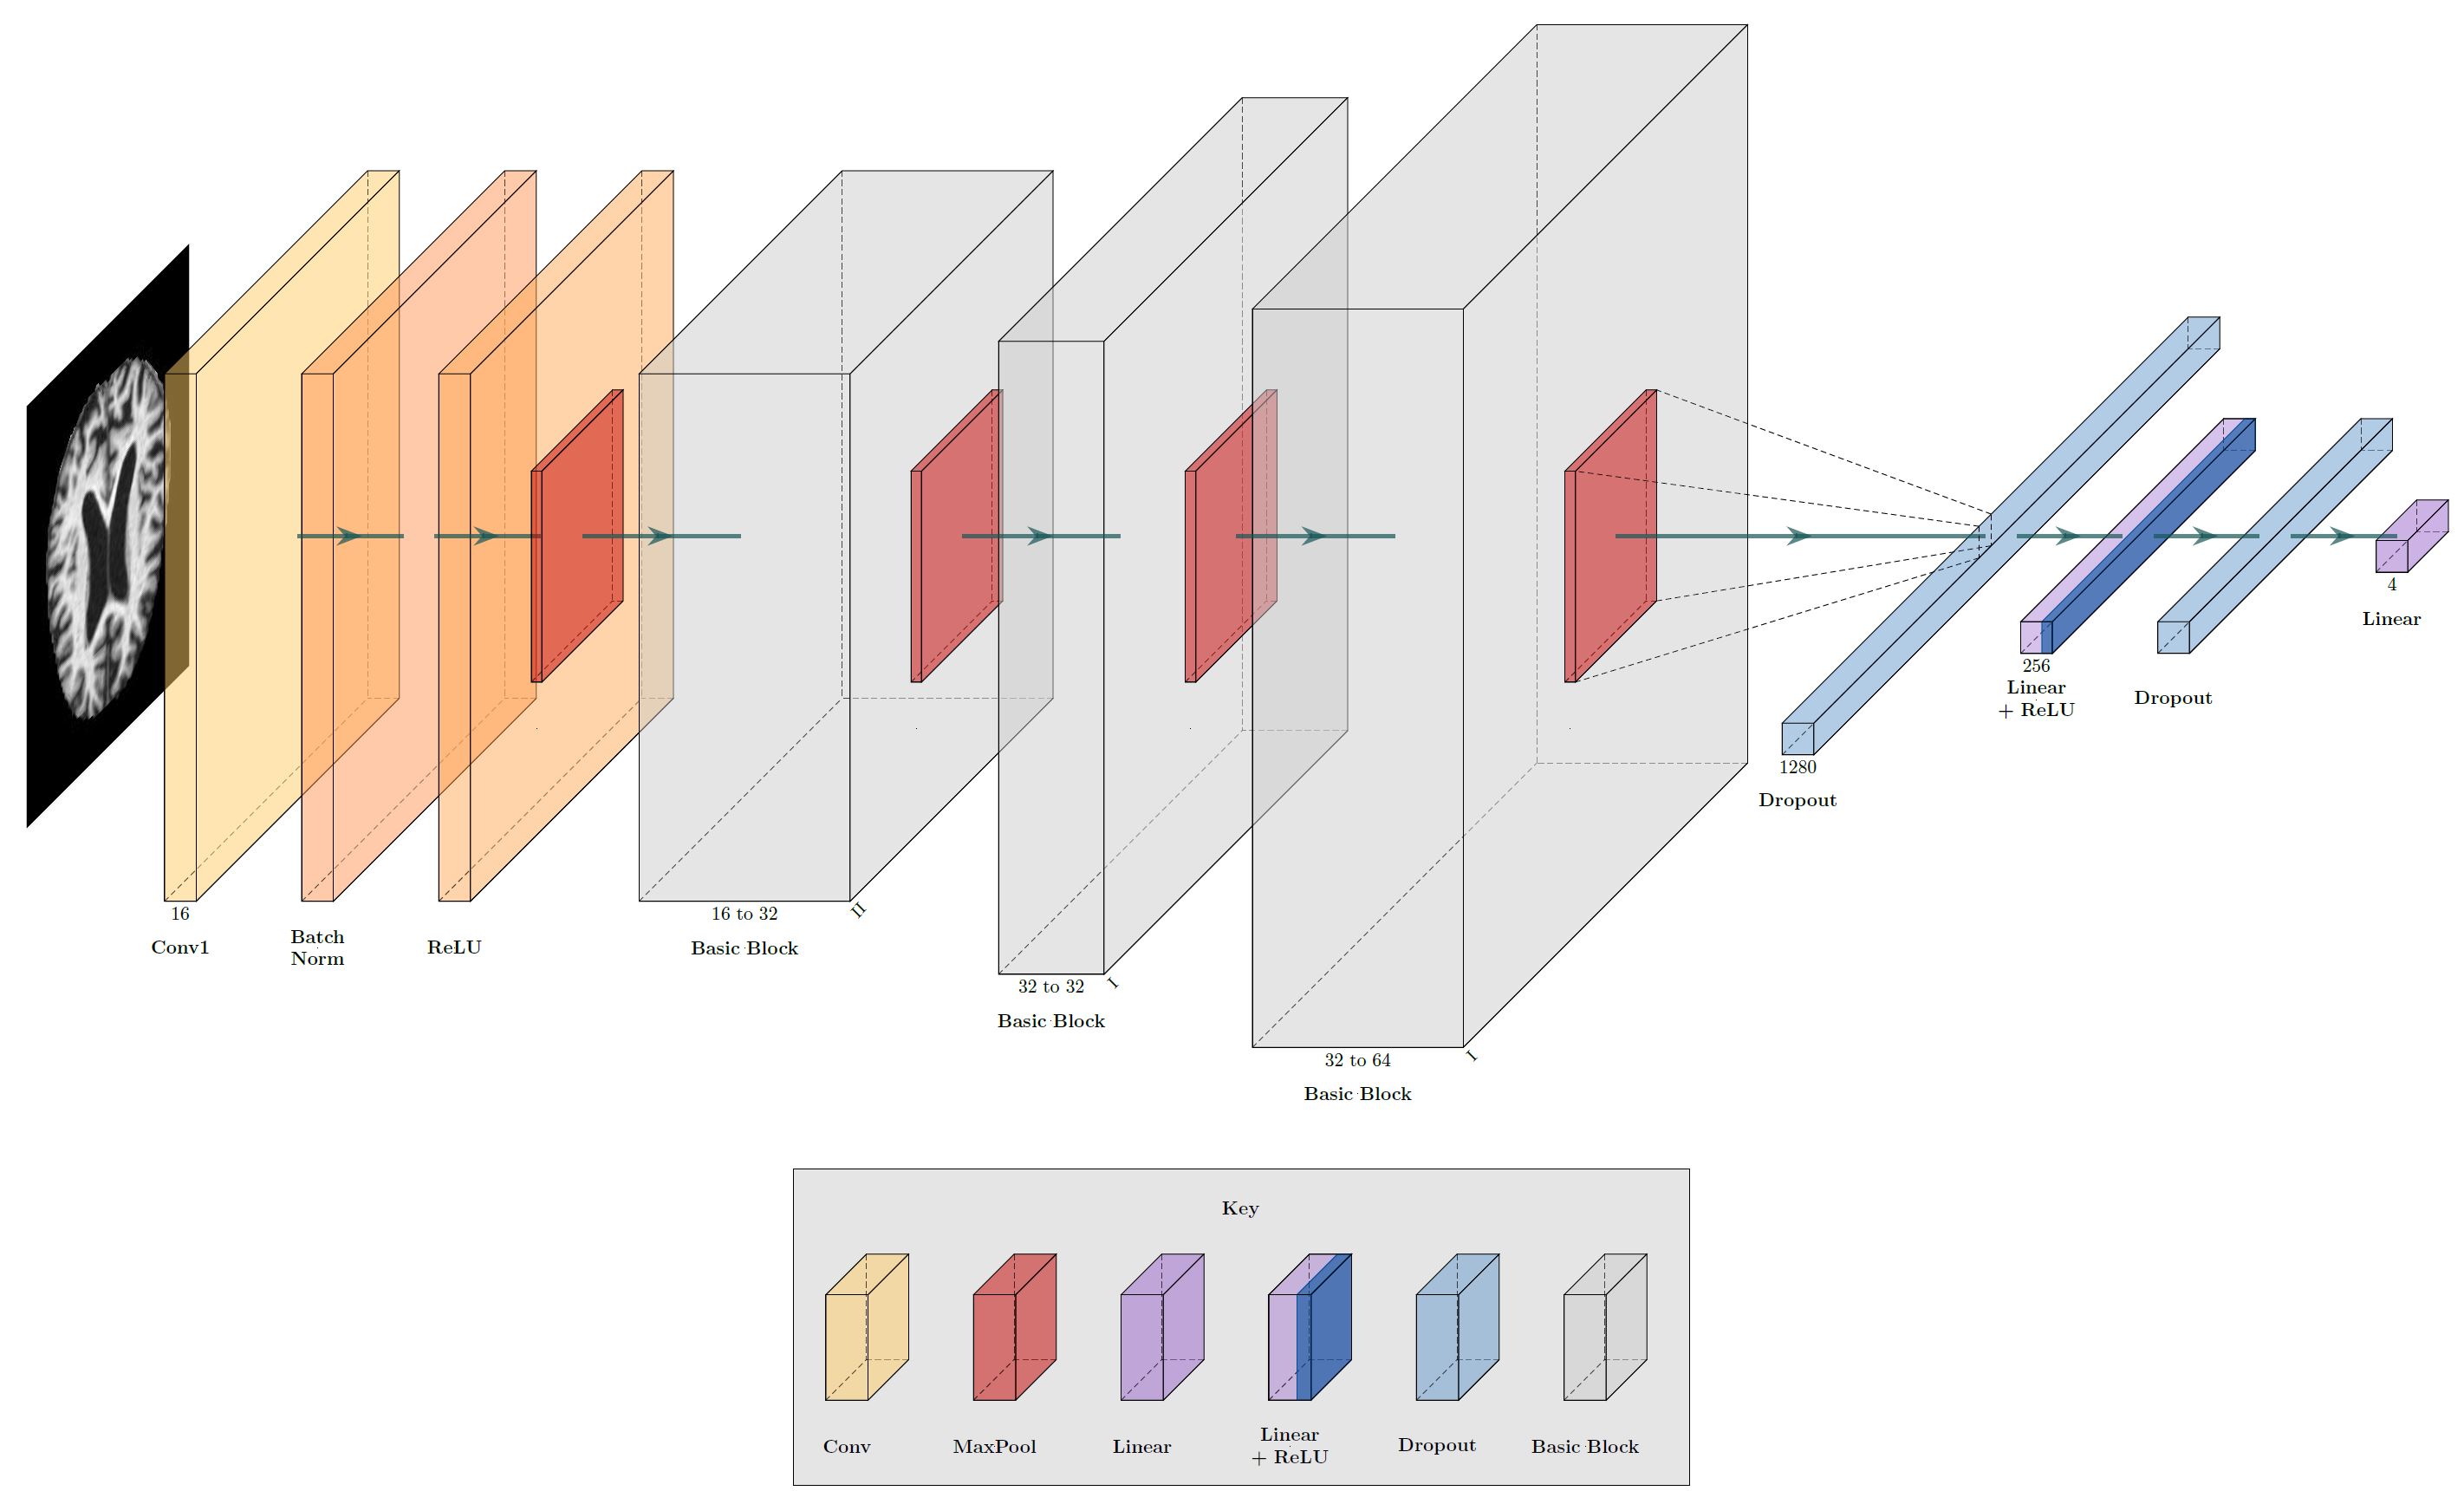 16
Conv1
Batch
Norm
ReLU
16 to 32
II
Basic Block
32 to 32
I
Basic Block
32 to 64
I
Basic Block
1280
Dropout
256
Linear
+ ReLU
Dropout
4
Linear
Key
Conv
MaxPool
Linear
Linear
+ ReLU
Dropout
Basic Block